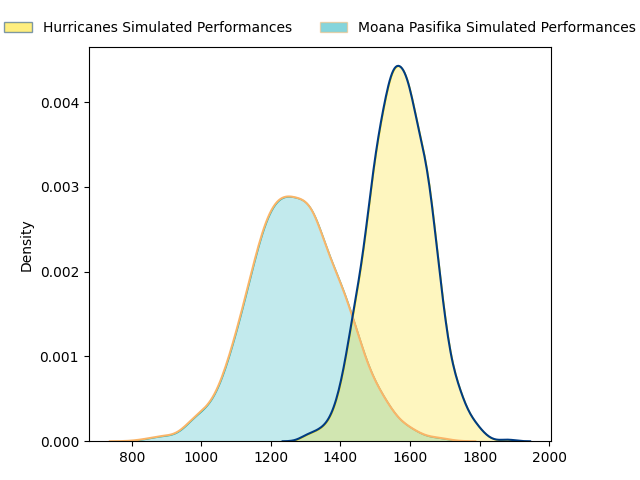 Hurricanes Simulated Performances
Moana Pasifika Simulated Performances
Density
0.004
0.003
0.002
0.001
0.000
800 1000 1200 1400 1600 1800 2000